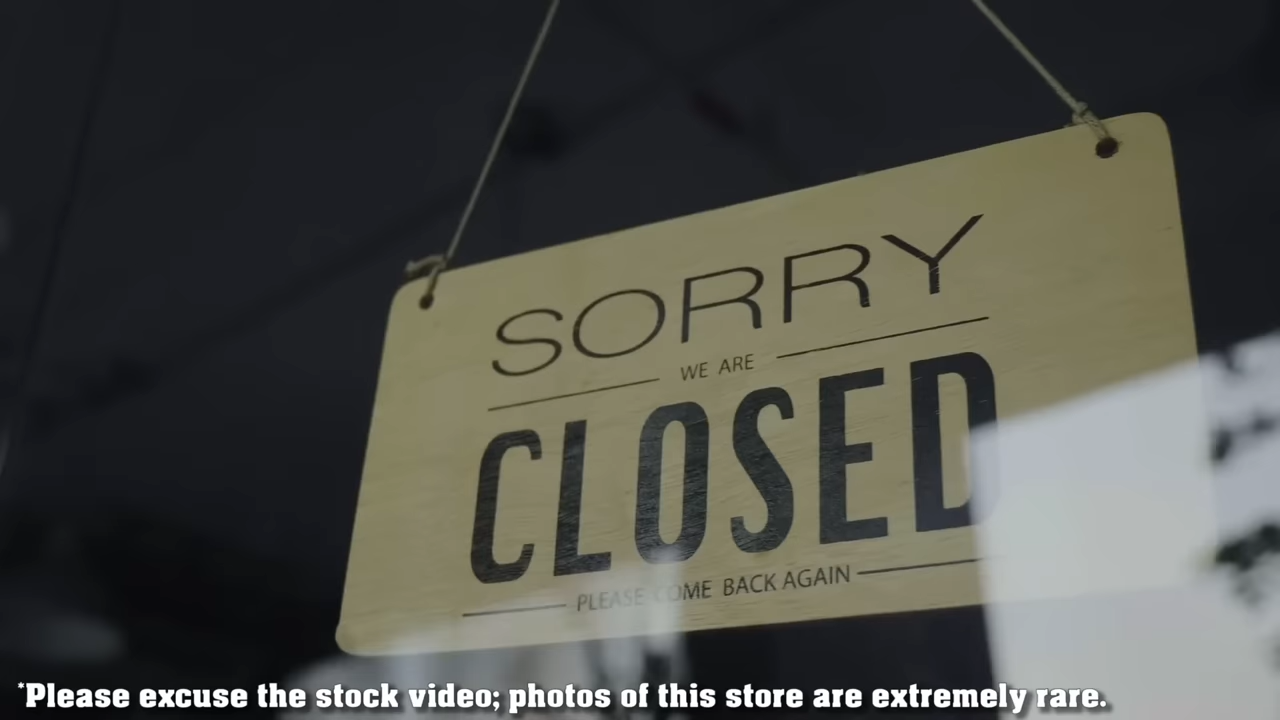 SORRY
WE ARE
CLOSED
PLEASE COME BACK AGAIN
*Please excuse the stock video; photos of this store are extremely rare.